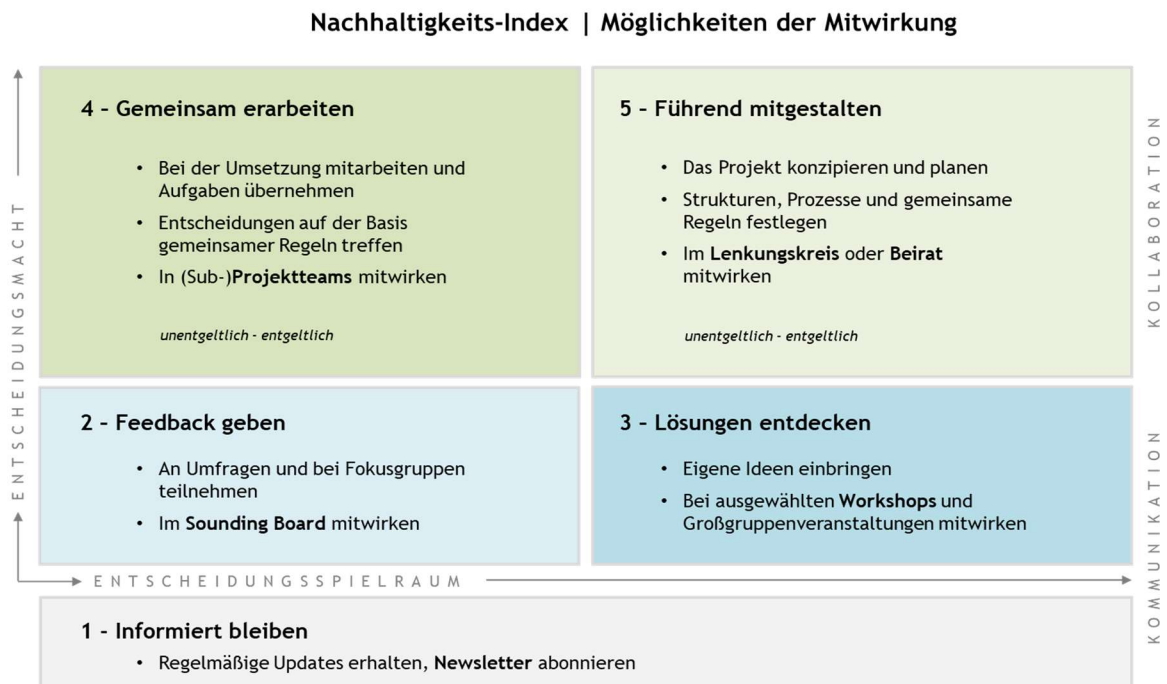 Nachhaltigkeits-Index | Möglichkeiten der Mitwirkung
4 – Gemeinsam erarbeiten
• Bei der Umsetzung mitarbeiten und
Aufgaben übernehmen
• Entscheidungen auf der Basis
gemeinsamer Regeln treffen
• In (Sub-)Projektteams mitwirken
unentgeltlich - entgeltlich
5 – Führend mitgestalten
• Das Projekt konzipieren und planen
• Strukturen, Prozesse und gemeinsame
Regeln festlegen
• Im Lenkungskreis oder Beirat
mitwirken
unentgeltlich - entgeltlich
2 – Feedback geben
• An Umfragen und bei Fokusgruppen
teilnehmen
• Im Sounding Board mitwirken
3 – Lösungen entdecken
• Eigene Ideen einbringen
• Bei ausgewählten Workshops und
Großgruppenveranstaltungen mitwirken
ENTSCHEIDUNGSMACHT
ENTSCHEIDUNGSSPIELRAUM
KOLLABORATION
KOMMUNIKATION
1 – Informiert bleiben
• Regelmäßige Updates erhalten, Newsletter abonnieren